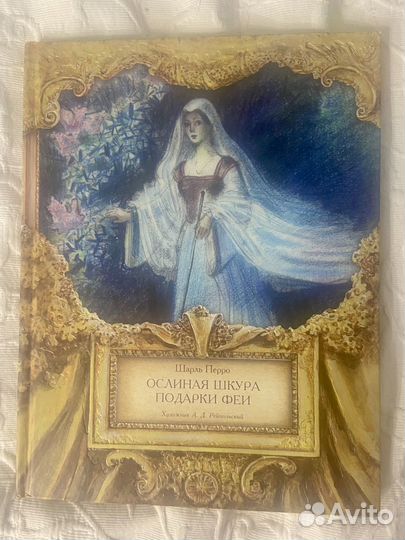 Шарль Перро
ОСЛИНАЯ ШКУРА
ПОДАРКИ ФЕИ
Художник А. Д. Рейпольский
Avito